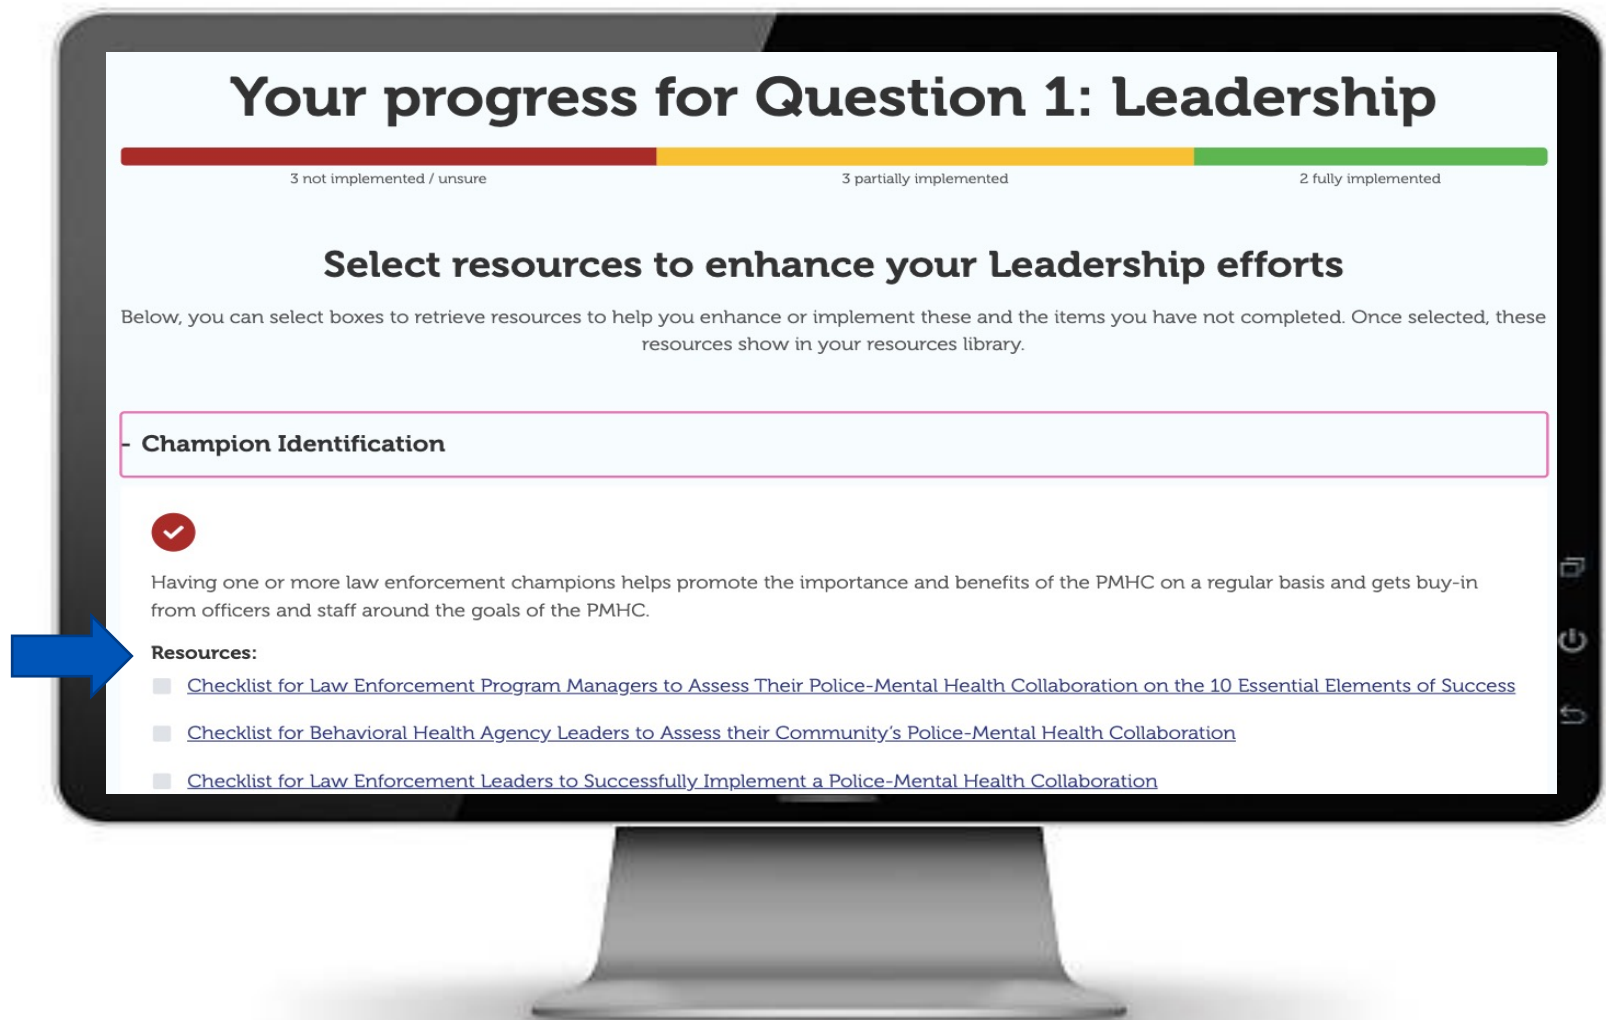 Your progress for Question 1: Leadership
3 not implemented / unsure
3 partially implemented
2 fully implemented
Select resources to enhance your Leadership efforts
Below, you can select boxes to retrieve resources to help you enhance or implement these and the items you have not completed. Once selected, these
resources show in your resources library.
- Champion Identification
Having one or more law enforcement champions helps promote the importance and benefits of the PMHC on a regular basis and gets buy-in
from officers and staff around the goals of the PMHC.
Resources:
Checklist for Law Enforcement Program Managers to Assess Their Police-Mental Health Collaboration on the 10 Essential Elements of Success
Checklist for Behavioral Health Agency Leaders to Assess their Community's Police-Mental Health Collaboration
Checklist for Law Enforcement Leaders to Successfully Implement a Police-Mental Health Collaboration